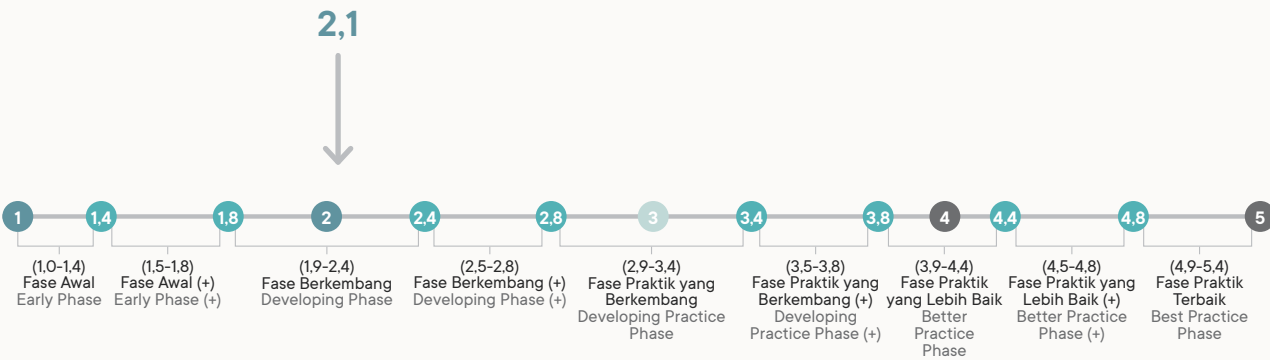 2,1
1
1,4
1,8
2
2,4
2,8
3
3,4
3,8
4
4,4
4,8
5
(1,0-1,4)
Fase Awal
Early Phase
(1,5-1,8)
Fase Awal (+)
Early Phase (+)
(1,9-2,4)
Fase Berkembang
Developing Phase
(2,5-2,8)
Fase Berkembang (+)
Developing Phase (+)
(2,9-3,4)
Fase Praktik yang
Berkembang
Developing Practice
Phase
(3,5-3,8)
Fase Praktik yang
Berkembang (+)
Developing
Practice Phase (+)
(3,9-4,4)
Fase Praktik
yang Lebih Baik
Better
Practice
Phase
(4,5-4,8)
Fase Praktik yang
Lebih Baik (+)
Better Practice
Phase (+)
(4,9-5,4)
Fase Praktik
Terbaik
Best Practice
Phase